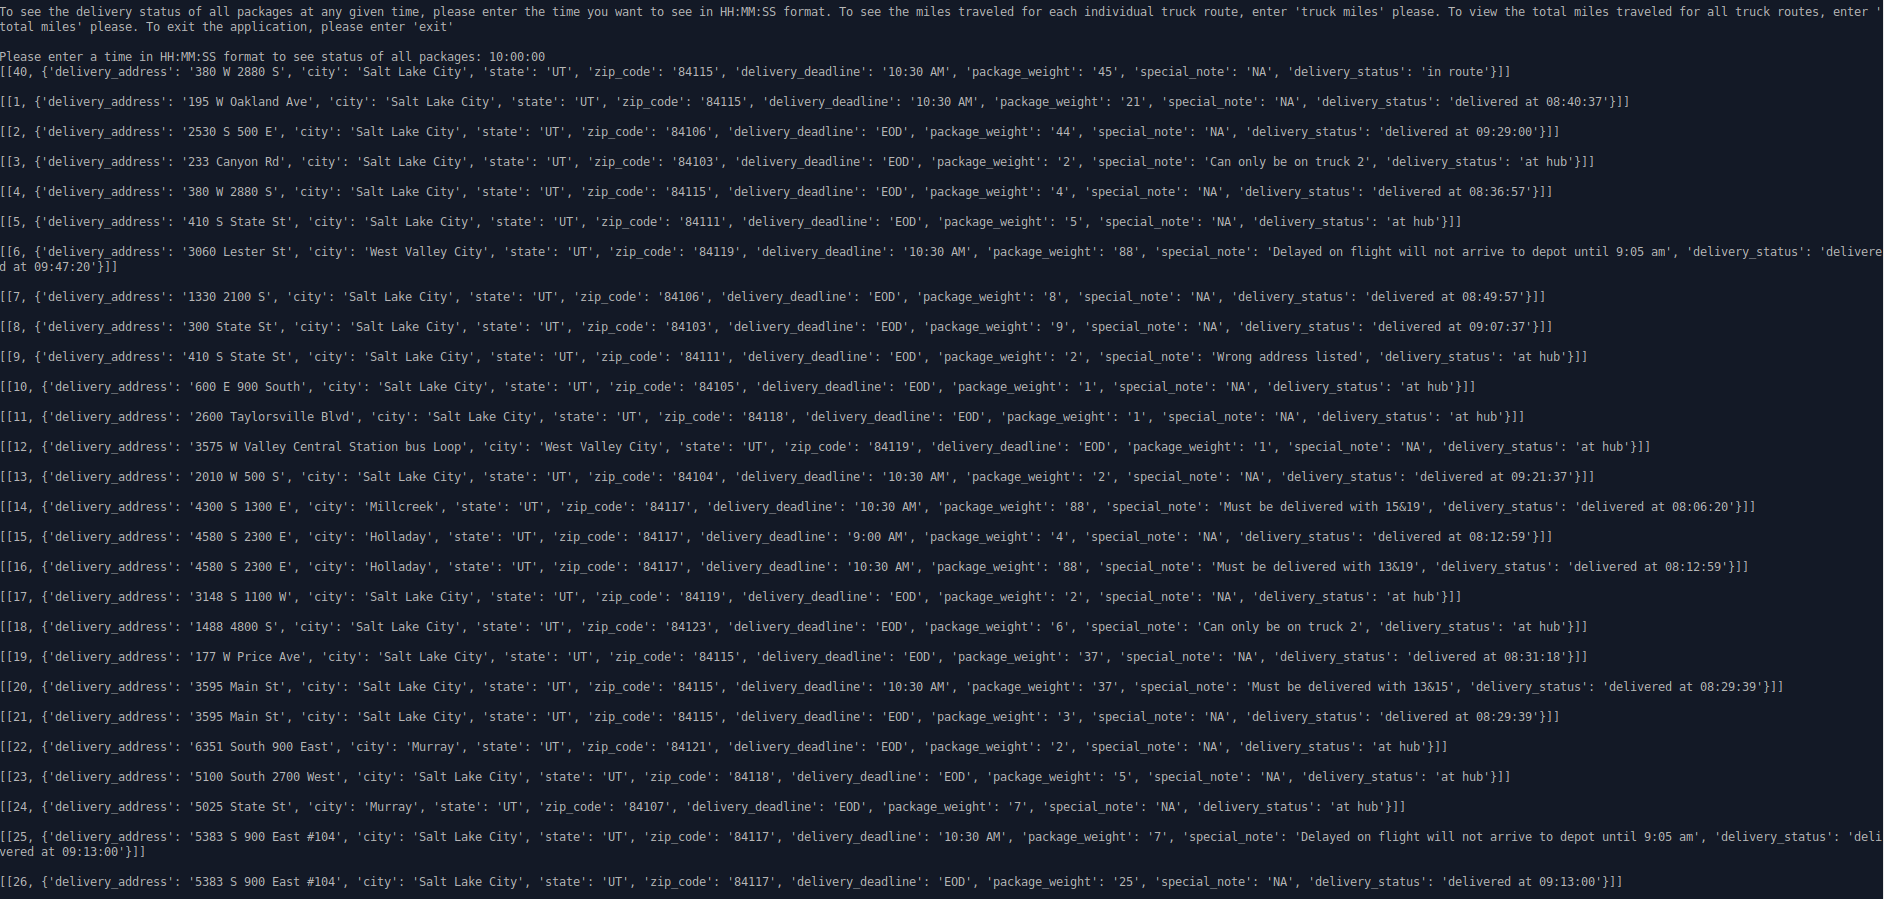 To see the delivery status of all packages at any given time, please enter the time you want to see in HH:MM:SS format. To see the miles traveled for each individual truck route, enter 'truck miles' please. To view the total miles traveled for all truck routes, enter '
total miles' please. To exit the application, please enter 'exit'
Please enter a time in HH:MM:SS format to see status of all packages: 10:00:00
[[40, {'delivery_address': '380 W 2880 S', 'city': 'Salt Lake City', 'state': 'UT', 'zip_code': '84115', 'delivery_deadline': '10:30 AM', 'package_weight': '45', 'special_note': 'NA', 'delivery_status': 'in route'}]]
[[1, {'delivery_address': '195 W Oakland Ave', 'city': 'Salt Lake City', 'state': 'UT', 'zip_code': '84115', 'delivery_deadline': '10:30 AM', 'package_weight': '21', 'special_note': 'NA', 'delivery_status': 'delivered at 08:40:37'}]]
[[2, {'delivery_address': '2530 S 500 E', 'city': 'Salt Lake City', 'state': 'UT', 'zip_code': '84106', 'delivery_deadline': 'EOD', 'package_weight': '44', 'special_note': 'NA', 'delivery_status': 'delivered at 09:29:00'}]]
[[3, {'delivery_address': '233 Canyon Rd', 'city': 'Salt Lake City', 'state': 'UT', 'zip_code': '84103', 'delivery_deadline': 'EOD', 'package_weight': '2', 'special_note': 'Can only be on truck 2', 'delivery_status': 'at hub'}]]
[[4, {'delivery_address': '380 W 2880 S', 'city': 'Salt Lake City', 'state': 'UT', 'zip_code': '84115', 'delivery_deadline': 'EOD', 'package_weight': '4', 'special_note': 'NA', 'delivery_status': 'delivered at 08:36:57'}]]
[[5, {'delivery_address': '410 S State St', 'city': 'Salt Lake City', 'state': 'UT', 'zip_code': '84111', 'delivery_deadline': 'EOD', 'package_weight': '5', 'special_note': 'NA', 'delivery_status': 'at hub'}]]
[[6, {'delivery_address': '3060 Lester St', 'city': 'West Valley City', 'state': 'UT', 'zip_code': '84119', 'delivery_deadline': '10:30 AM', 'package_weight': '88', 'special_note': 'Delayed on flight will not arrive to depot until 9:05 am', 'delivery_status': 'delivere
d at 09:47:20'}]]
[[7, {'delivery_address': '1330 2100 S', 'city': 'Salt Lake City', 'state': 'UT', 'zip_code': '84106', 'delivery_deadline': 'EOD', 'package_weight': '8', 'special_note': 'NA', 'delivery_status': 'delivered at 08:49:57'}]]
[[8, {'delivery_address': '300 State St', 'city': 'Salt Lake City', 'state': 'UT', 'zip_code': '84103', 'delivery_deadline': 'EOD', 'package_weight': '9', 'special_note': 'NA', 'delivery_status': 'delivered at 09:07:37'}]]
[[9, {'delivery_address': '410 S State St', 'city': 'Salt Lake City', 'state': 'UT', 'zip_code': '84111', 'delivery_deadline': 'EOD', 'package_weight': '2', 'special_note': 'Wrong address listed', 'delivery_status': 'at hub'}]]
[[10, {'delivery_address': '600 E 900 South', 'city': 'Salt Lake City', 'state': 'UT', 'zip_code': '84105', 'delivery_deadline': 'EOD', 'package_weight': '1', 'special_note': 'NA', 'delivery_status': 'at hub'}]]
[[11, {'delivery_address': '2600 Taylorsville Blvd', 'city': 'Salt Lake City', 'state': 'UT', 'zip_code': '84118', 'delivery_deadline': 'EOD', 'package_weight': '1', 'special_note': 'NA', 'delivery_status': 'at hub'}]]
[[12, {'delivery_address': '3575 W Valley Central Station bus Loop', 'city': 'West Valley City', 'state': 'UT', 'zip_code': '84119', 'delivery_deadline': 'EOD', 'package_weight': '1', 'special_note': 'NA', 'delivery_status': 'at hub'}]]
[[13, {'delivery_address': '2010 W 500 S', 'city': 'Salt Lake City', 'state': 'UT', 'zip_code': '84104', 'delivery_deadline': '10:30 AM', 'package_weight': '2', 'special_note': 'NA', 'delivery_status': 'delivered at 09:21:37'}]]
[[14, {'delivery_address': '4300 S 1300 E', 'city': 'Millcreek', 'state': 'UT', 'zip_code': '84117', 'delivery_deadline': '10:30 AM', 'package_weight': '88', 'special_note': 'Must be delivered with 15&19', 'delivery_status': 'delivered at 08:06:20'}]]
[[15, {'delivery_address': '4580 S 2300 E', 'city': 'Holladay', 'state': 'UT', 'zip_code': '84117', 'delivery_deadline': '9:00 AM', 'package_weight': '4', 'special_note': 'NA', 'delivery_status': 'delivered at 08:12:59'}]]
[[16, {'delivery_address': '4580 S 2300 E', 'city': 'Holladay', 'state': 'UT', 'zip_code': '84117', 'delivery_deadline': '10:30 AM', 'package_weight': '88', 'special_note': 'Must be delivered with 13&19', 'delivery_status': 'delivered at 08:12:59'}]]
[[17, {'delivery_address': '3148 S 1100 W', 'city': 'Salt Lake City', 'state': 'UT', 'zip_code': '84119', 'delivery_deadline': 'EOD', 'package_weight': '2', 'special_note': 'NA', 'delivery_status': 'at hub'}]]
[[18, {'delivery_address': '1488 4800 S', 'city': 'Salt Lake City', 'state': 'UT', 'zip_code': '84123', 'delivery_deadline': 'EOD', 'package_weight': '6', 'special_note': 'Can only be on truck 2', 'delivery_status': 'at hub'}]]
[[19, {'delivery_address': '177 W Price Ave', 'city': 'Salt Lake City', 'state': 'UT', 'zip_code': '84115', 'delivery_deadline': 'EOD', 'package_weight': '37', 'special_note': 'NA', 'delivery_status': 'delivered at 08:31:18'}]]
[[20, {'delivery_address': '3595 Main St', 'city': 'Salt Lake City', 'state': 'UT', 'zip_code': '84115', 'delivery_deadline': '10:30 AM', 'package_weight': '37', 'special_note': 'Must be delivered with 13&15', 'delivery_status': 'delivered at 08:29:39'}]]
[[21, {'delivery_address': '3595 Main St', 'city': 'Salt Lake City', 'state': 'UT', 'zip_code': '84115', 'delivery_deadline': 'EOD', 'package_weight': '3', 'special_note': 'NA', 'delivery_status': 'delivered at 08:29:39'}]]
[[22, {'delivery_address': '6351 South 900 East', 'city': 'Murray', 'state': 'UT', 'zip_code': '84121', 'delivery_deadline': 'EOD', 'package_weight': '2', 'special_note': 'NA', 'delivery_status': 'at hub'}]]
[[23, {'delivery_address': '5100 South 2700 West', 'city': 'Salt Lake City', 'state': 'UT', 'zip_code': '84118', 'delivery_deadline': 'EOD', 'package_weight': '5', 'special_note': 'NA', 'delivery_status': 'at hub'}]]
[[24, {'delivery_address': '5025 State St', 'city': 'Murray', 'state': 'UT', 'zip_code': '84107', 'delivery_deadline': 'EOD', 'package_weight': '7', 'special_note': 'NA', 'delivery_status': 'at hub'}]]
[[25, {'delivery_address': '5383 S 900 East #104', 'city': 'Salt Lake City', 'state': 'UT', 'zip_code': '84117', 'delivery_deadline': '10:30 AM', 'package_weight': '7', 'special_note': 'Delayed on flight will not arrive to depot until 9:05 am', 'delivery_status': 'deli
vered at 09:13:00'}]]
[[26, {'delivery_address': '5383 S 900 East #104', 'city': 'Salt Lake City', 'state': 'UT', 'zip_code': '84117', 'delivery_deadline': 'EOD', 'package_weight': '25', 'special_note': 'NA', 'delivery_status': 'delivered at 09:13:00'}]]